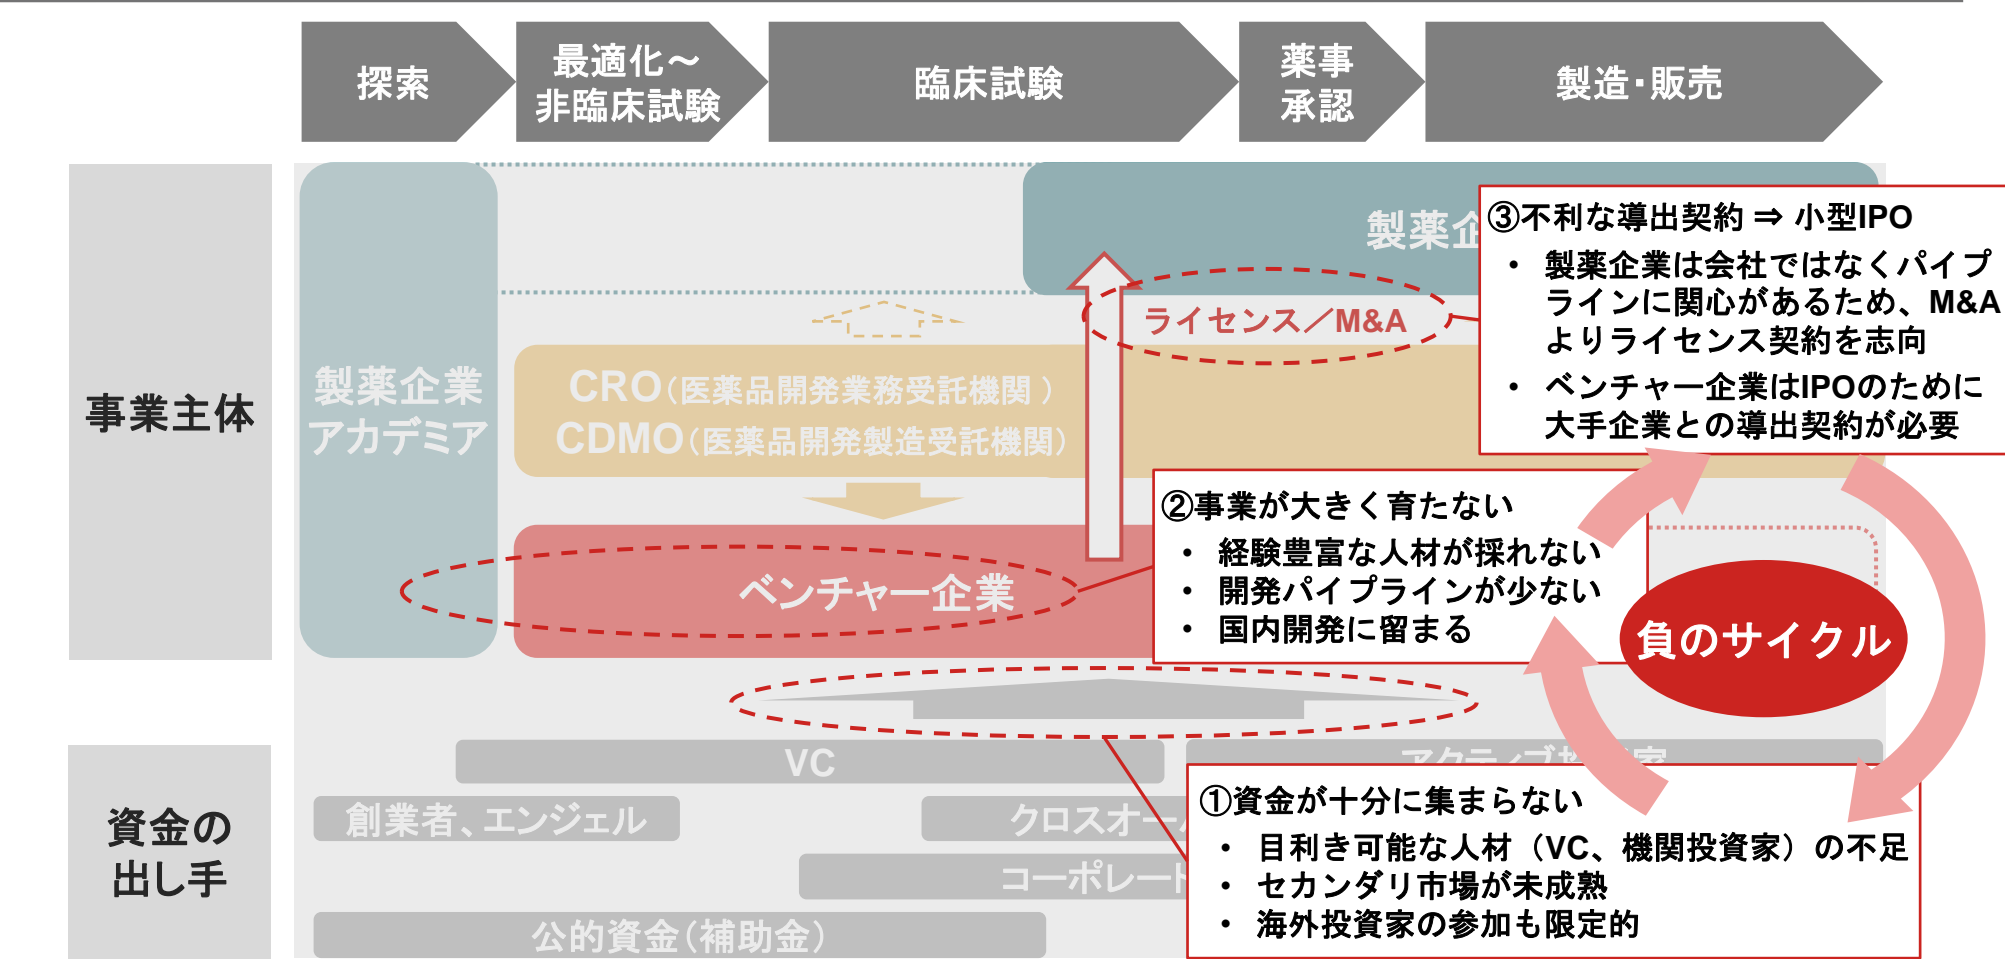 探索
最適化～
非臨床試験
臨床試験
薬事
承認
製造・販売
事業主体
製薬企業
アカデミア
製薬企
ライセンス／M&A
CRO（医薬品開発業務受託機関 ）
CDMO（医薬品開発製造受託機関）
ベンチャー企業
③不利な導出契約 ⇒ 小型IPO
• 製薬企業は会社ではなくパイプ
ラインに関心があるため、M&A
よりライセンス契約を志向
• ベンチャー企業はIPOのために
大手企業との導出契約が必要
②事業が大きく育たない
• 経験豊富な人材が採れない
• 開発パイプラインが少ない
• 国内開発に留まる
負のサイクル
資金の
出し手
VC
創業者、エンジェル
クロスオー
コーポレート
公的資金（補助金）
①資金が十分に集まらない
• 目利き可能な人材（VC、機関投資家）の不足
• セカンダリ市場が未成熟
• 海外投資家の参加も限定的